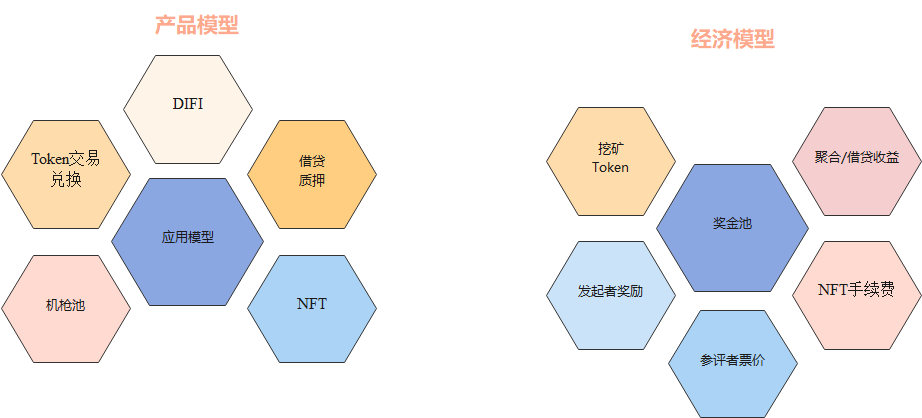 产品模型
DIFI
Token交易
兑换
借贷
质押
应用模型
机枪池
NFT
经济模型
挖矿
Token
聚合/借贷收益
奖金池
发起者奖励
NFT手续费
参评者票价